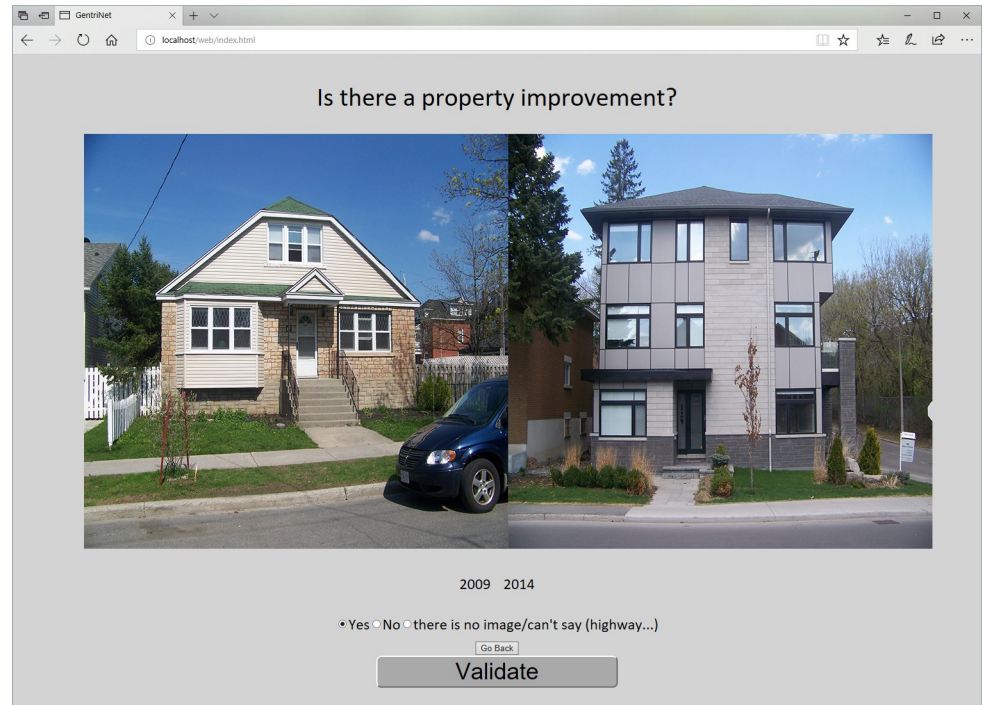 GentriNet
localhost/web/index.html
Is there a property improvement?
2009 2014
Yes No there is no image/can't say (highway...)
Go Back
Validate